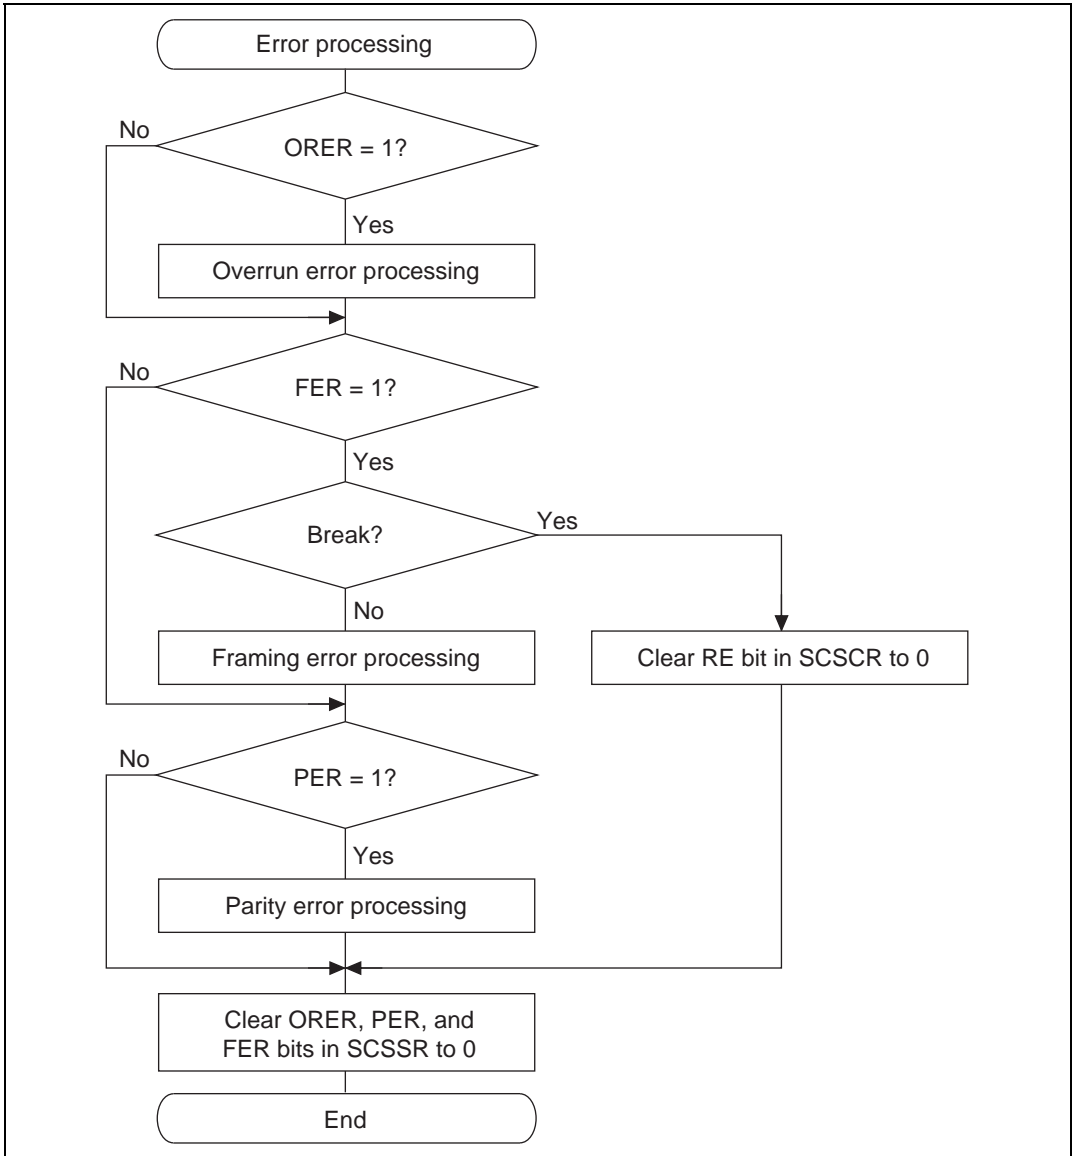 Error processing
No
ORER = 1?
Yes
Overrun error processing
No
FER = 1?
Yes
Break?
Yes
No
Framing error processing
Clear RE bit in SCSCR to 0
No
PER = 1?
Yes
Parity error processing
Clear ORER, PER, and
FER bits in SCSSR to 0
End